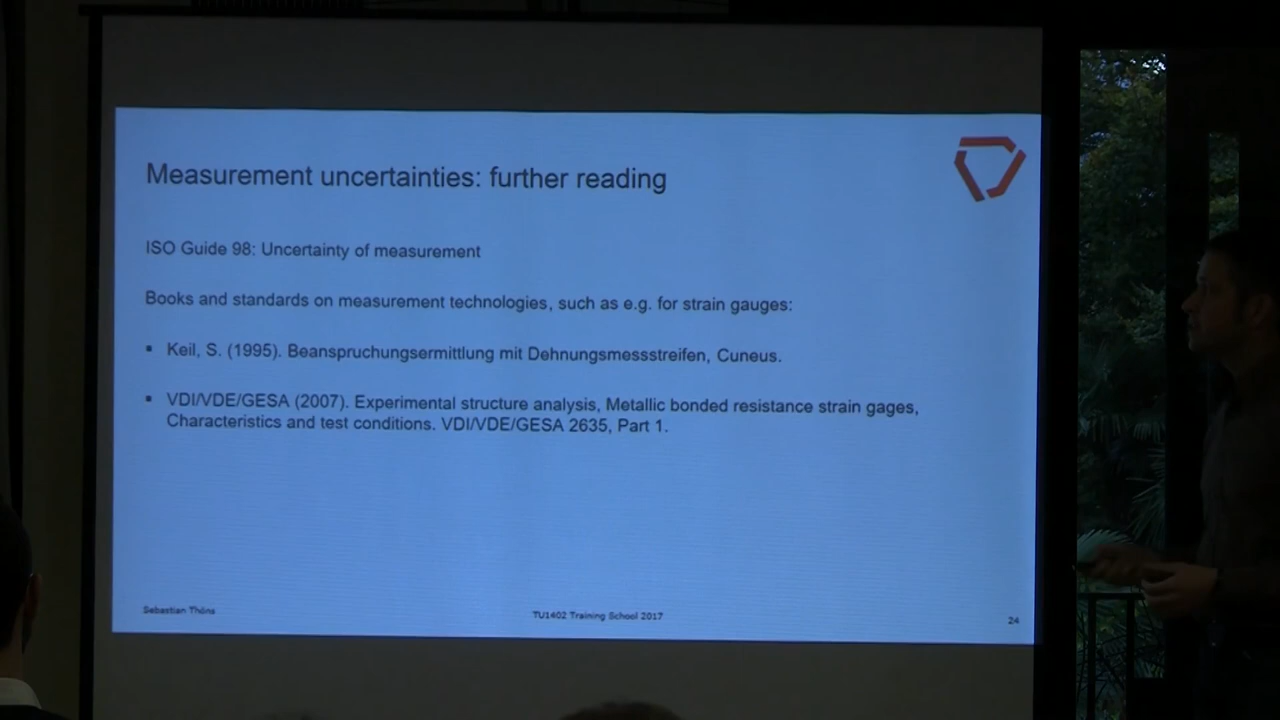 Measurement uncertainties: further reading
ISO Guide 98: Uncertainty of measurement
Books and standards on measurement technologies, such as e.g. for strain gauges:
▪ Keil, S. (1995). Beanspruchungsermittlung mit Dehnungsmessstreifen, Cuneus.
▪ VDI/VDE/GESA (2007). Experimental structure analysis, Metallic bonded resistance strain gages,
Characteristics and test conditions. VDI/VDE/GESA 2635, Part 1.
Sebastian Thöns
TU1402 Training School 2017
24